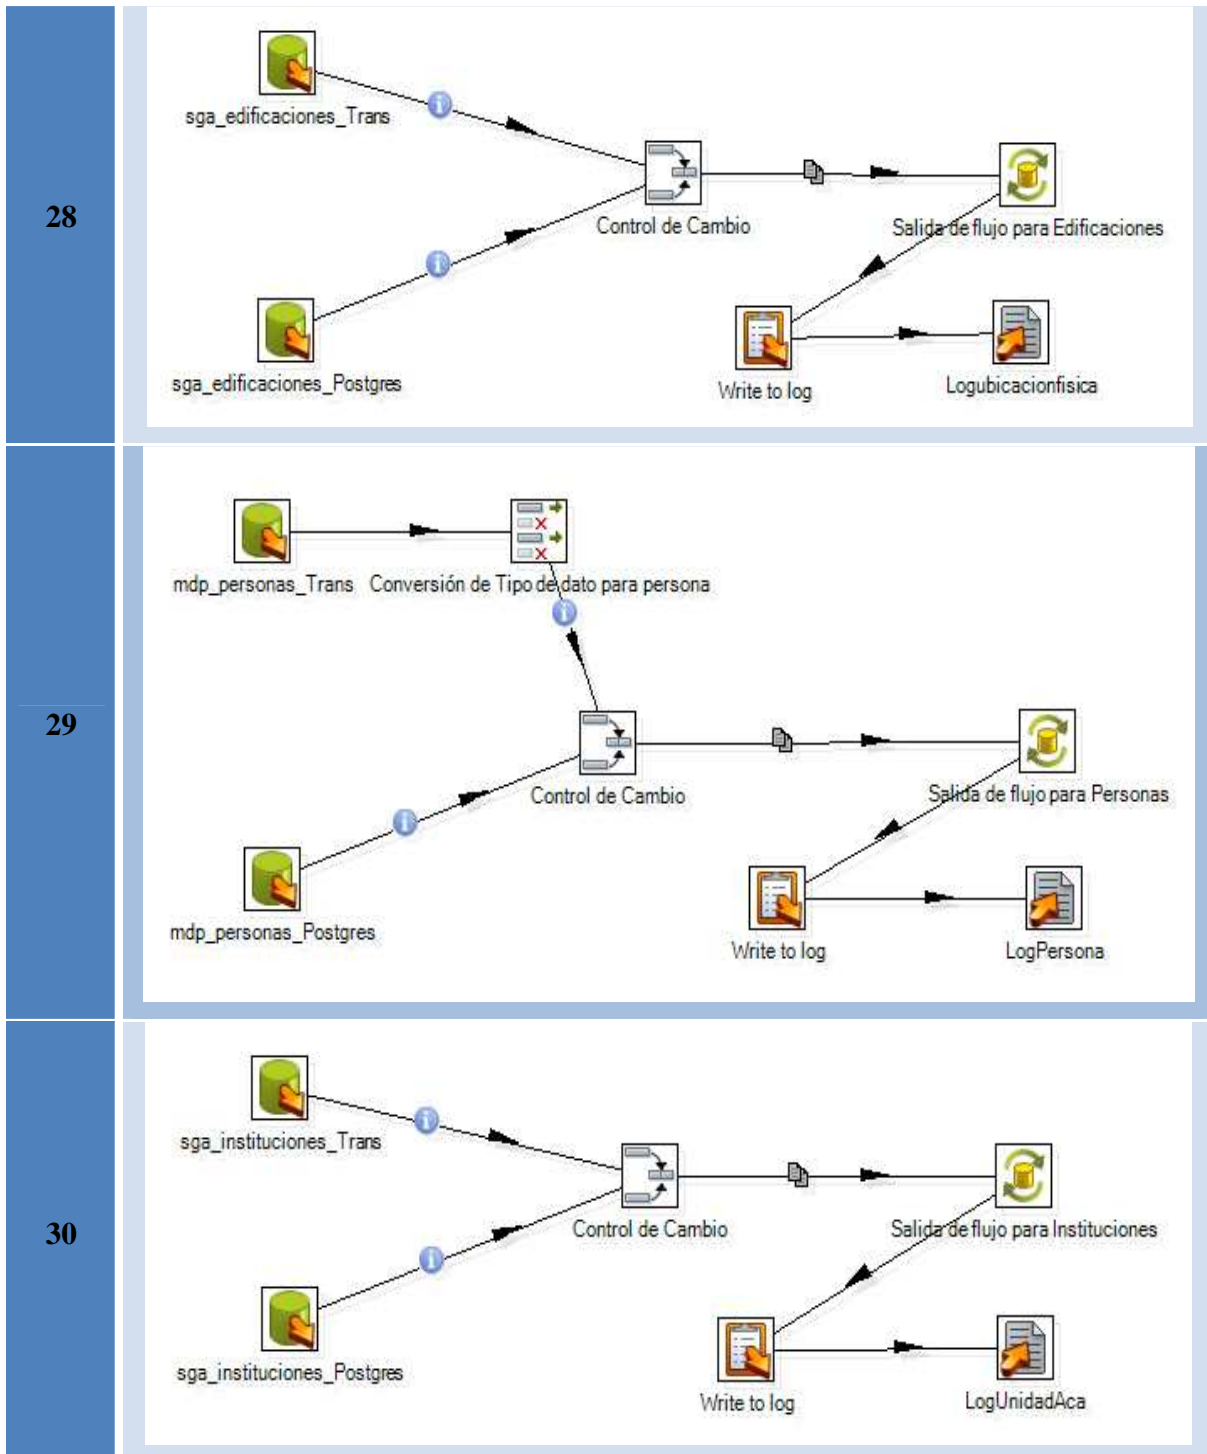 28
sga_edificaciones_Trans
Control de Cambio
Salida de flujo para Edificaciones
sga_edificaciones_Postgres
Write to log
Logubicacionfisica
29
mdp_personas_Trans
Conversión de Tipo de dato para persona
Control de Cambio
Salida de flujo para Personas
mdp_personas_Postgres
Write to log
LogPersona
30
sga_instituciones_Trans
Control de Cambio
Salida de flujo para Instituciones
sga_instituciones_Postgres
Write to log
LogUnidadAca